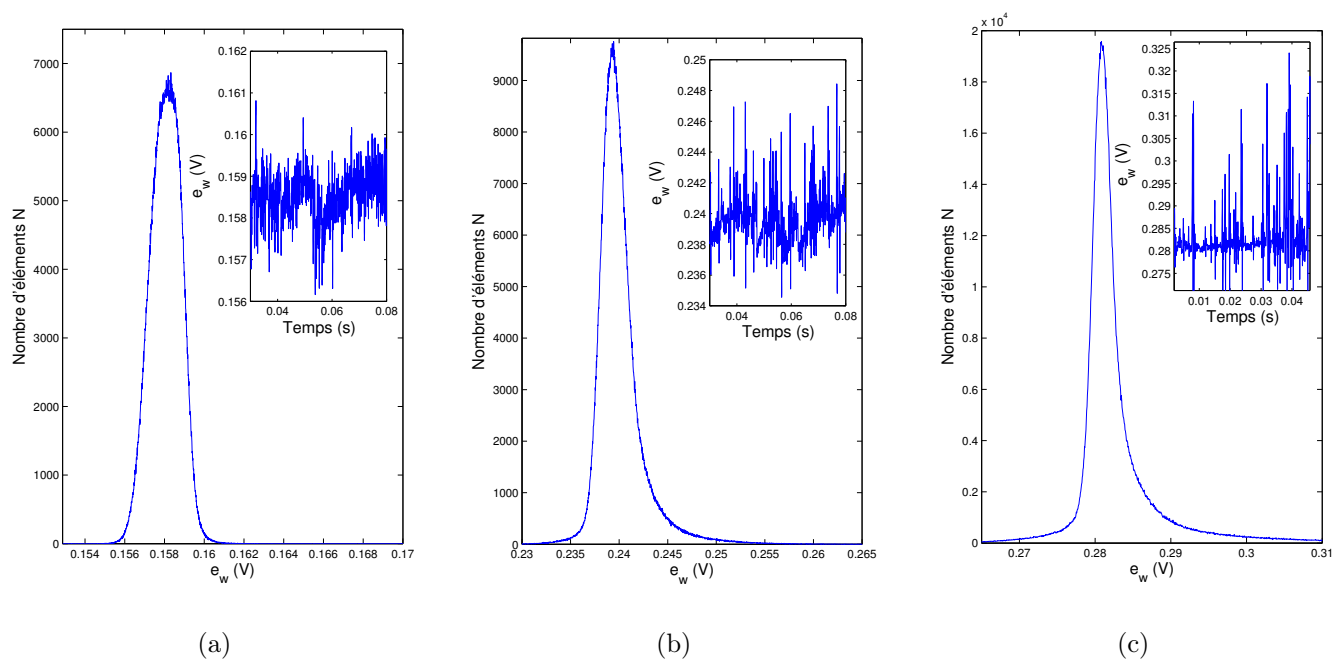 7000
6000
5000
4000
3000
2000
1000
0
Nombre d'éléments N
0.154 0.156 0.158 0.16 0.162 0.164 0.166 0.168 0.17
e_w (V)
0.162
0.161
0.16
0.159
0.158
0.157
0.156
e_w (V)
0.04 0.06 0.08
Temps (s)
(a)
9000
8000
7000
6000
5000
4000
3000
2000
1000
0
Nombre d'éléments N
0.23 0.235 0.24 0.245 0.25 0.255 0.26 0.265
e_w (V)
0.25
0.248
0.246
0.244
0.242
0.24
0.238
0.236
0.234
e_w (V)
0.04 0.06 0.08
Temps (s)
(b)
x 10^4
2
1.8
1.6
1.4
1.2
1
0.8
0.6
0.4
0.2
0
Nombre d'éléments N
0.27 0.28 0.29 0.3 0.31
e_w (V)
0.325
0.32
0.315
0.31
0.305
0.3
0.295
0.29
0.285
0.28
0.275
e_w (V)
0.01 0.02 0.03 0.04
Temps (s)
(c)